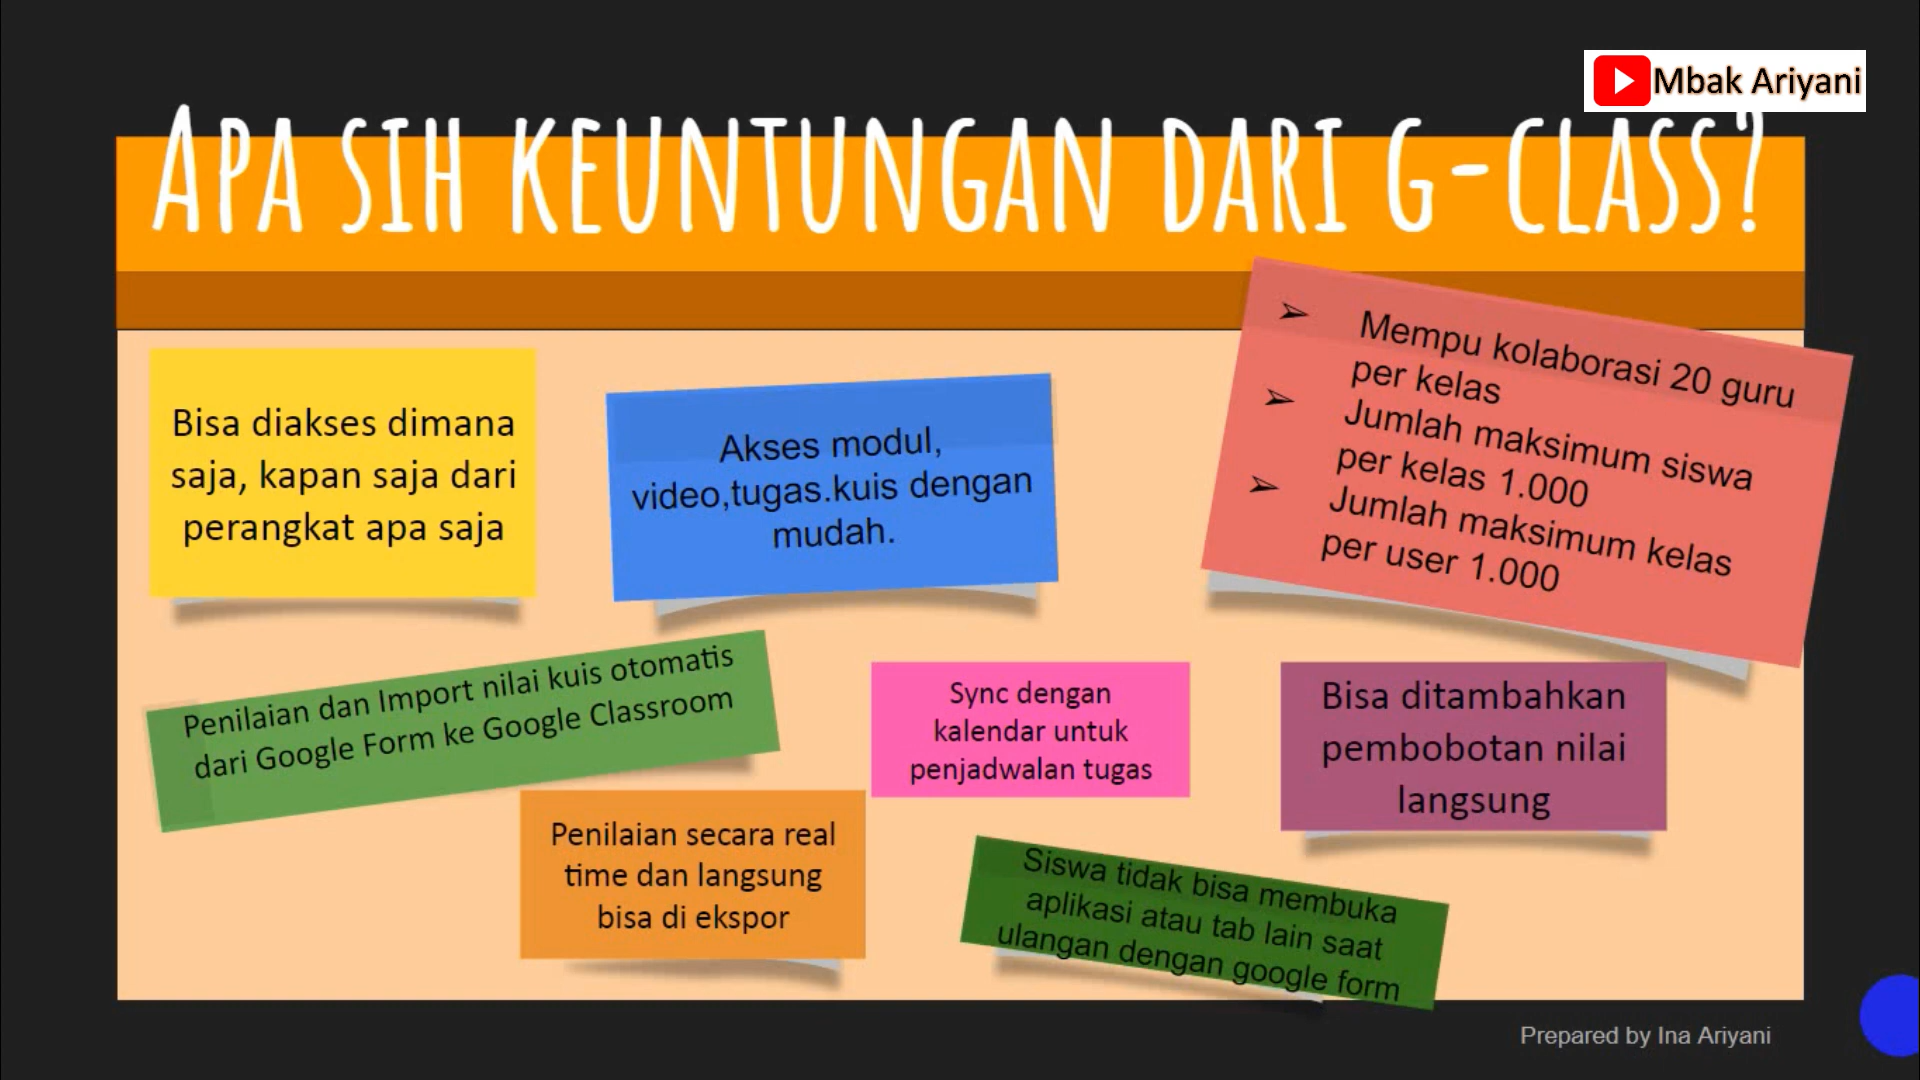 Mbak Ariyani
APA SIH KEUNTUNGAN DARI G-CLASS?
Bisa diakses dimana
saja, kapan saja dari
perangkat apa saja
Akses modul,
video,tugas.kuis dengan
mudah.
➢ Mempu kolaborasi 20 guru
per kelas
➢ Jumlah maksimum siswa
per kelas 1.000
➢ Jumlah maksimum kelas
per user 1.000
Penilaian dan Import nilai kuis otomatis
dari Google Form ke Google Classroom
Sync dengan
kalendar untuk
penjadwalan tugas
Bisa ditambahkan
pembobotan nilai
langsung
Penilaian secara real
time dan langsung
bisa di ekspor
Siswa tidak bisa membuka
aplikasi atau tab lain saat
ulangan dengan google form
Prepared by Ina Ariyani